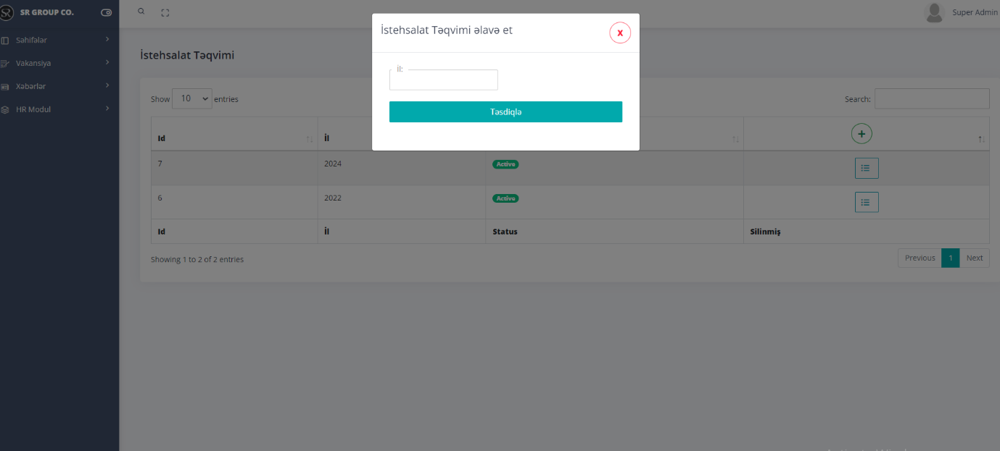 SR GROUP CO.
Səhifələr
Vakansiya
Xəbərlər
HR Modul
Super Admin
İstehsalat Təqvimi əlavə et
X
İl:
Təsdiqlə
İstehsalat Təqvimi
Show 10 entries
Search:
Id İl
7 2024 Active
6 2022 Active
Id İl Status Silinmiş
Showing 1 to 2 of 2 entries
Previous 1 Next